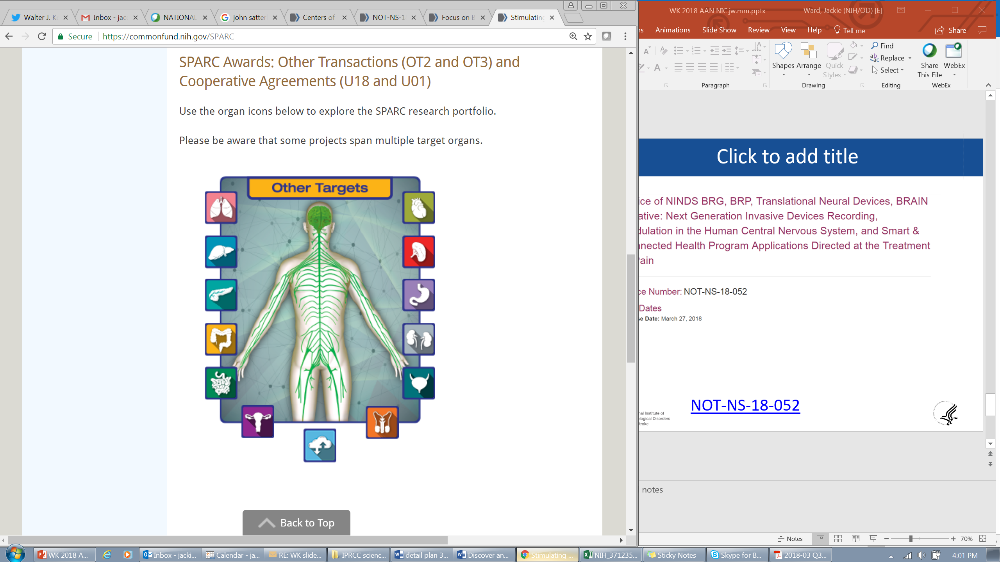 Walter J. K
Inbox - jac
NATIONAL
john satter
Centers of
NOT-NS-1
Focus on B
Stimulating
Secure
https://commonfund.nih.gov/SPARC
SPARC Awards: Other Transactions (OT2 and OT3) and
Cooperative Agreements (U18 and U01)
Use the organ icons below to explore the SPARC research portfolio.
Please be aware that some projects span multiple target organs.
Other Targets
Back to Top
WK 2018 AAN NIC.jw.mm.pptx
Ward, Jackie (NIH/OD) [E]
ns Animations Slide Show Review View Help Tell me Share
Shapes Arrange Quick
Styles
Find
Replace
Select
Share
This File
WebEx
Paragraph Drawing Editing WebEx
Click to add title
ice of NINDS BRG, BRP, Translational Neural Devices, BRAIN
ative: Next Generation Invasive Devices Recording,
dulation in the Human Central Nervous System, and Smart &
nnected Health Program Applications Directed at the Treatment
Pain
ce Number: NOT-NS-18-052
Dates
se Date: March 27, 2018
NOT-NS-18-052
nal Institute of
logical Disorders
Stroke
notes
Notes
70%
WK 2018 A...
Inbox - jacki...
Calendar - ja...
RE: WK slide...
IPRCC scienc...
detail plan 3...
Discover an...
Stimulating ...
NIH_371235...
Sticky Notes
Skype for B...
2018-03 Q3...
4:01 PM